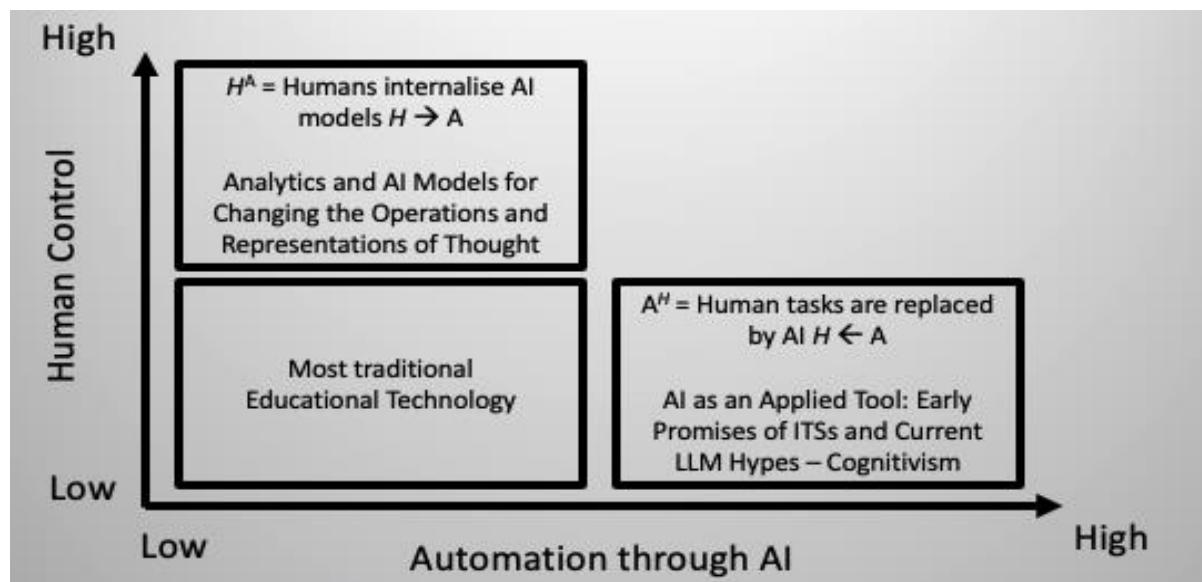 High
Human Control
Hᴬ = Humans internalise AI
models H → A
Analytics and AI Models for
Changing the Operations and
Representations of Thought
Most traditional
Educational Technology
Aᴴ = Human tasks are replaced
by AI H ← A
AI as an Applied Tool: Early
Promises of ITSs and Current
LLM Hypes – Cognitivism
Low
Low
Automation through AI
High